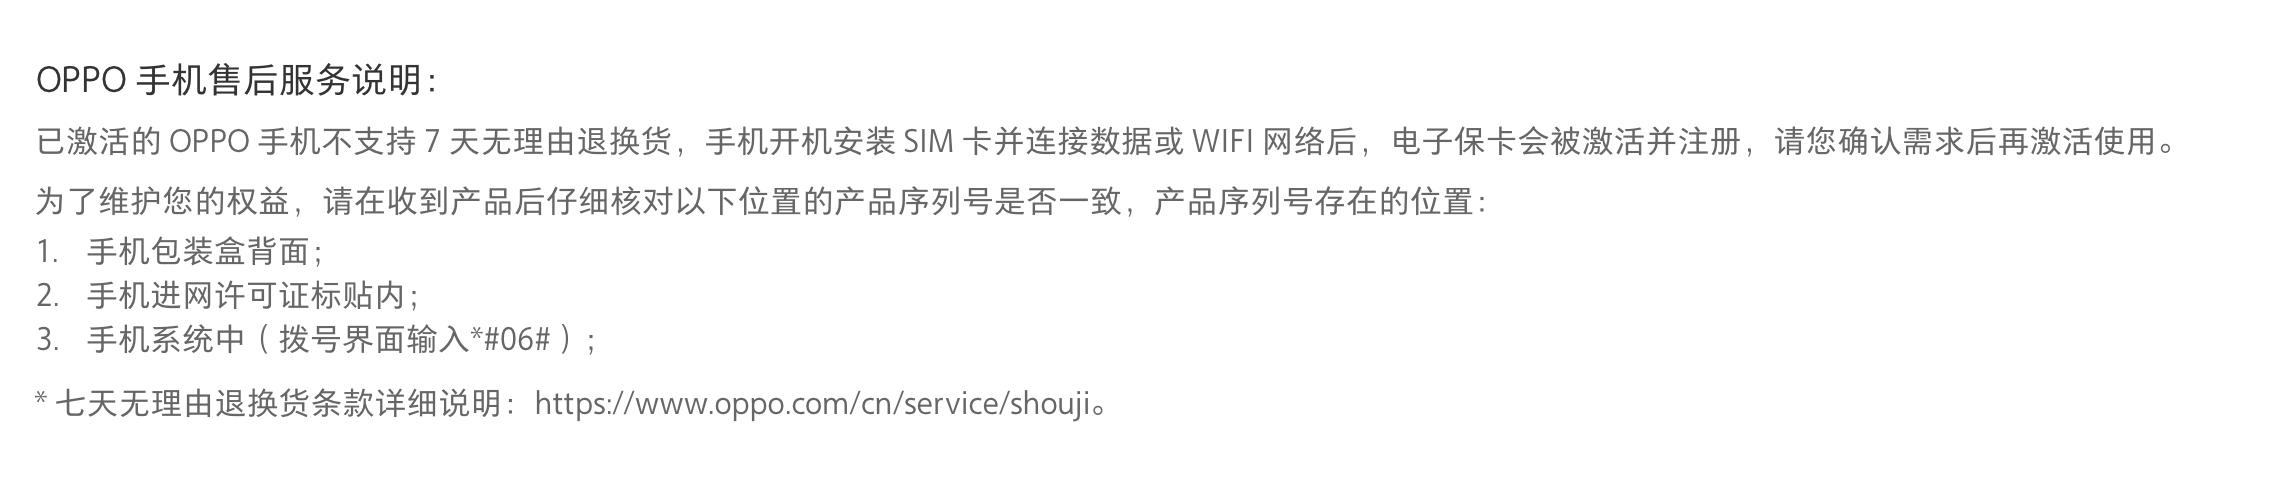 OPPO 手机售后服务说明：
已激活的 OPPO 手机不支持 7 天无理由退换货，手机开机安装 SIM 卡并连接数据或 WIFI 网络后，电子保卡会被激活并注册，请您确认需求后再激活使用。
为了维护您的权益，请在收到产品后仔细核对以下位置的产品序列号是否一致，产品序列号存在的位置：
1. 手机包装盒背面；
2. 手机进网许可证标贴内；
3. 手机系统中（拨号界面输入*#06#）；
* 七天无理由退换货条款详细说明：https://www.oppo.com/cn/service/shouji。